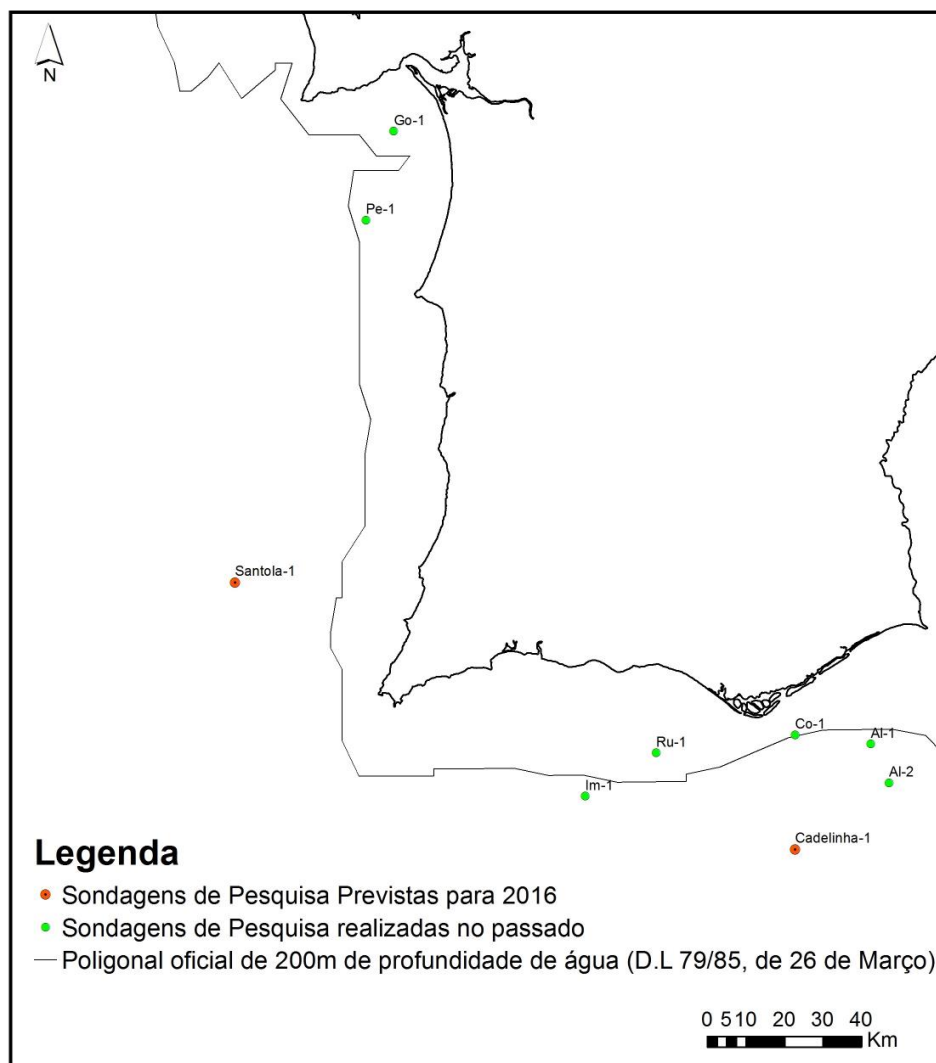 N
Go-1
Pe-1
Santola-1
Co-1
Ru-1
Al-1
Im-1
Al-2
Cadelinha-1
Legenda
Sondagens de Pesquisa Previstas para 2016
Sondagens de Pesquisa realizadas no passado
Poligonal oficial de 200m de profundidade de água (D.L 79/85, de 26 de Março)
0 5 10 20 30 40
Km